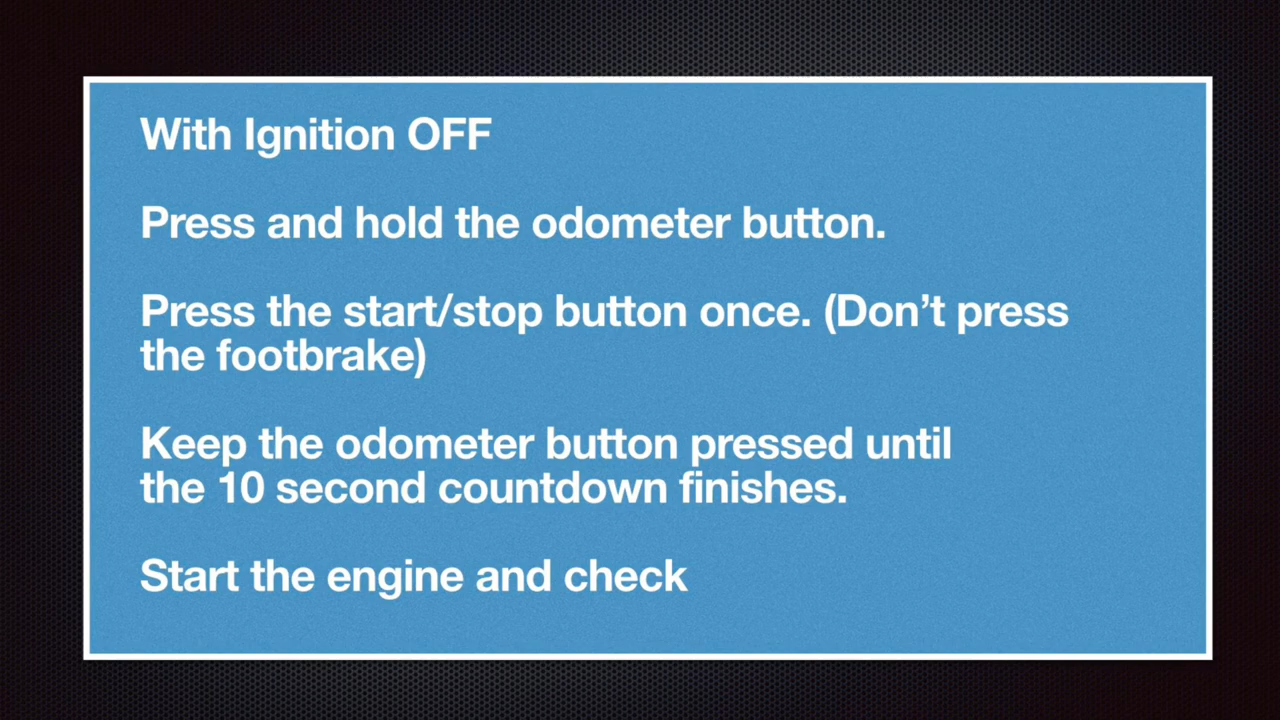 With Ignition OFF
Press and hold the odometer button.
Press the start/stop button once. (Don’t press
the footbrake)
Keep the odometer button pressed until
the 10 second countdown finishes.
Start the engine and check